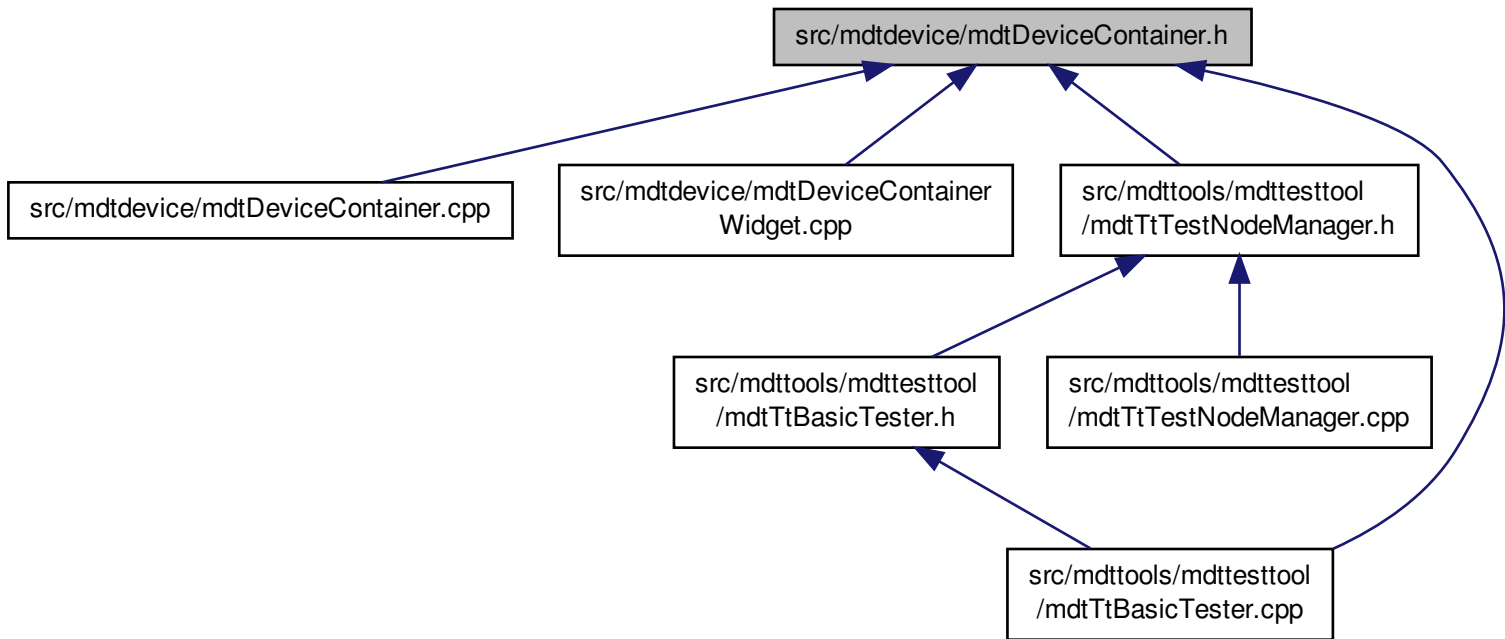 src/mdtdevice/mdtDeviceContainer.h
src/mdtdevice/mdtDeviceContainer.cpp
src/mdtdevice/mdtDeviceContainer
Widget.cpp
src/mdttools/mdttesttool
/mdtTtTestNodeManager.h
src/mdttools/mdttesttool
/mdtTtBasicTester.h
src/mdttools/mdttesttool
/mdtTtTestNodeManager.cpp
src/mdttools/mdttesttool
/mdtTtBasicTester.cpp